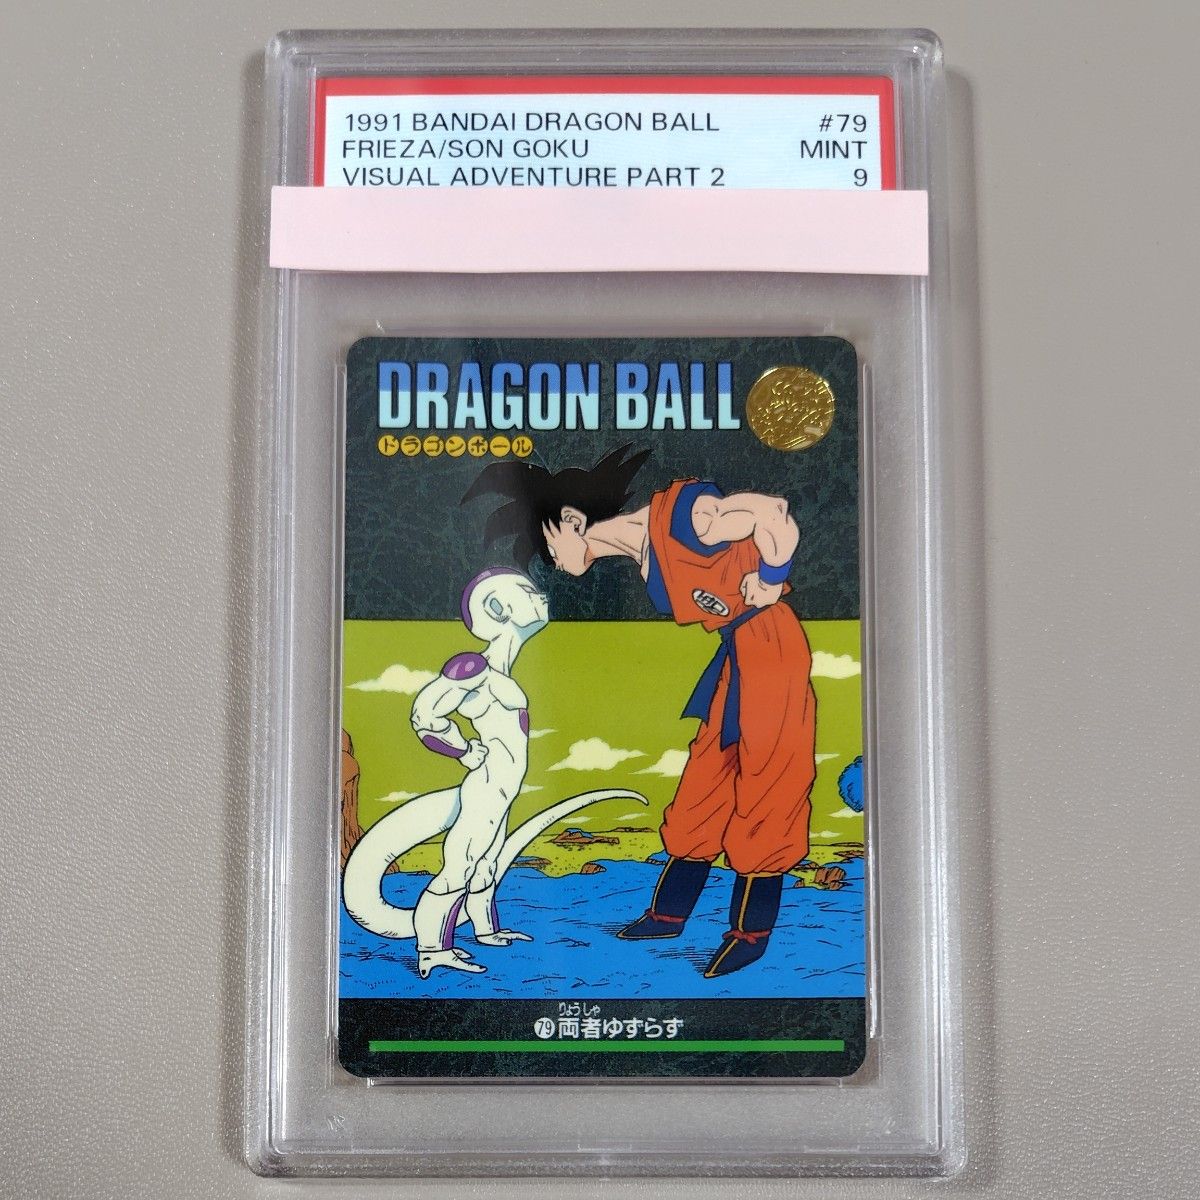 1991 BANDAI DRAGON BALL #79
FRIEZA/SON GOKU MINT
VISUAL ADVENTURE PART 2 9
DRAGON BALL
ドラゴンボール
りょうしゃ
79 両者ゆずらず